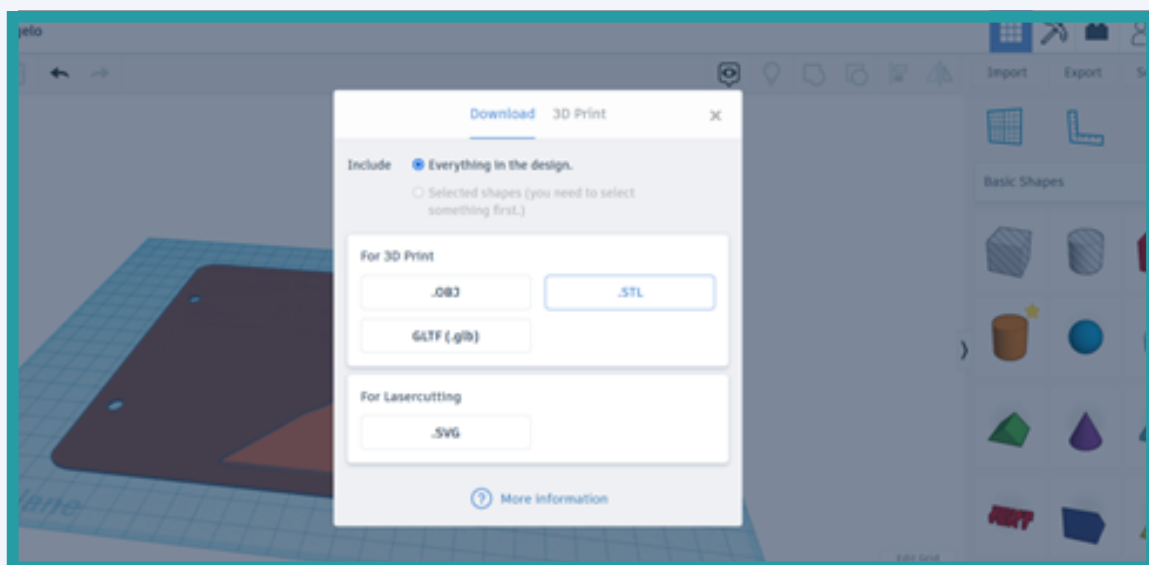 gelo
Import Export
Download 3D Print
Include Everything in the design.
Selected shapes (you need to select
something first.)
Basic Shapes
For 3D Print
.OBJ .STL
GLTF (.glb)
For Lasercutting
.SVG
More information
Edit Grid